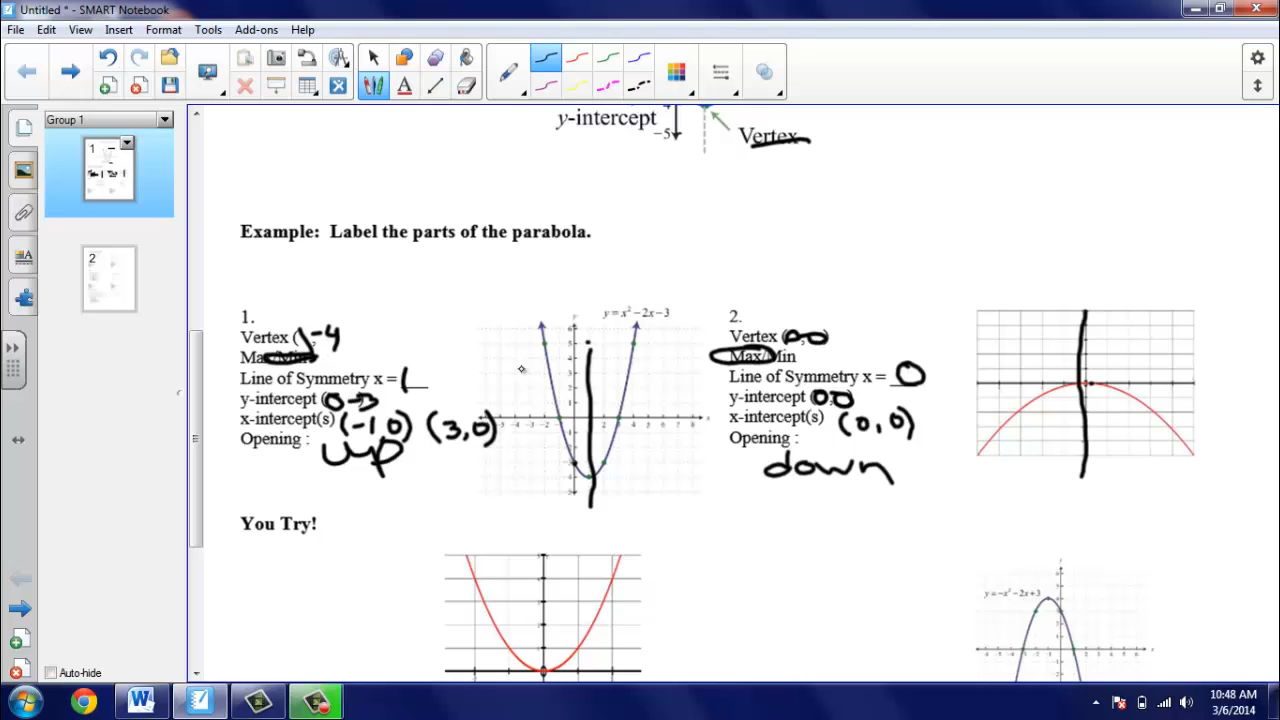 Untitled * - SMART Notebook
File Edit View Insert Format Tools Add-ons Help
Group 1
1
2
y-intercept
-5
Vertex
Example: Label the parts of the parabola.
1.
Vertex (1, -4
Max/Min
Line of Symmetry x = 1
y-intercept (0, -3
x-intercept(s) (-1, 0) (3, 0)
Opening : up
y = x² - 2x - 3
2.
Vertex (0, 0)
Max/Min
Line of Symmetry x = 0
y-intercept (0, 0)
x-intercept(s) (0, 0)
Opening :
down
You Try!
y = -x² - 2x + 3
Auto-hide
10:48 AM
3/6/2014